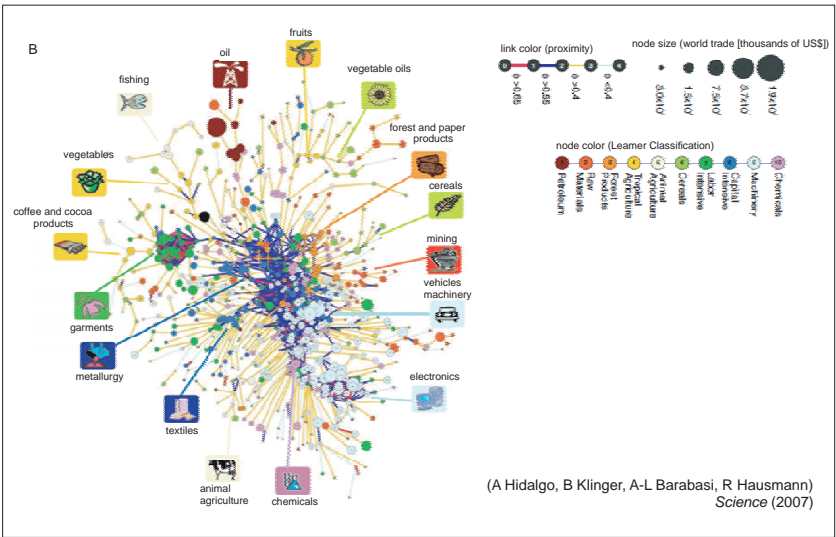 B
oil
fruits
fishing
vegetable oils
forest and paper
products
vegetables
cereals
coffee and cocoa
products
mining
vehicles
machinery
garments
metallurgy
electronics
textiles
animal
agriculture
chemicals
link color (proximity)
node size (world trade [thousands of US$])
node color (Leamer Classification)
Petroleum
Raw
Materials
Forest
Products
Tropical
Agriculture
Animal
Agriculture
Cereals
Labor
Intensive
Capital
Intensive
Machinery
Chemicals
(A Hidalgo, B Klinger, A-L Barabasi, R Hausmann)
Science (2007)